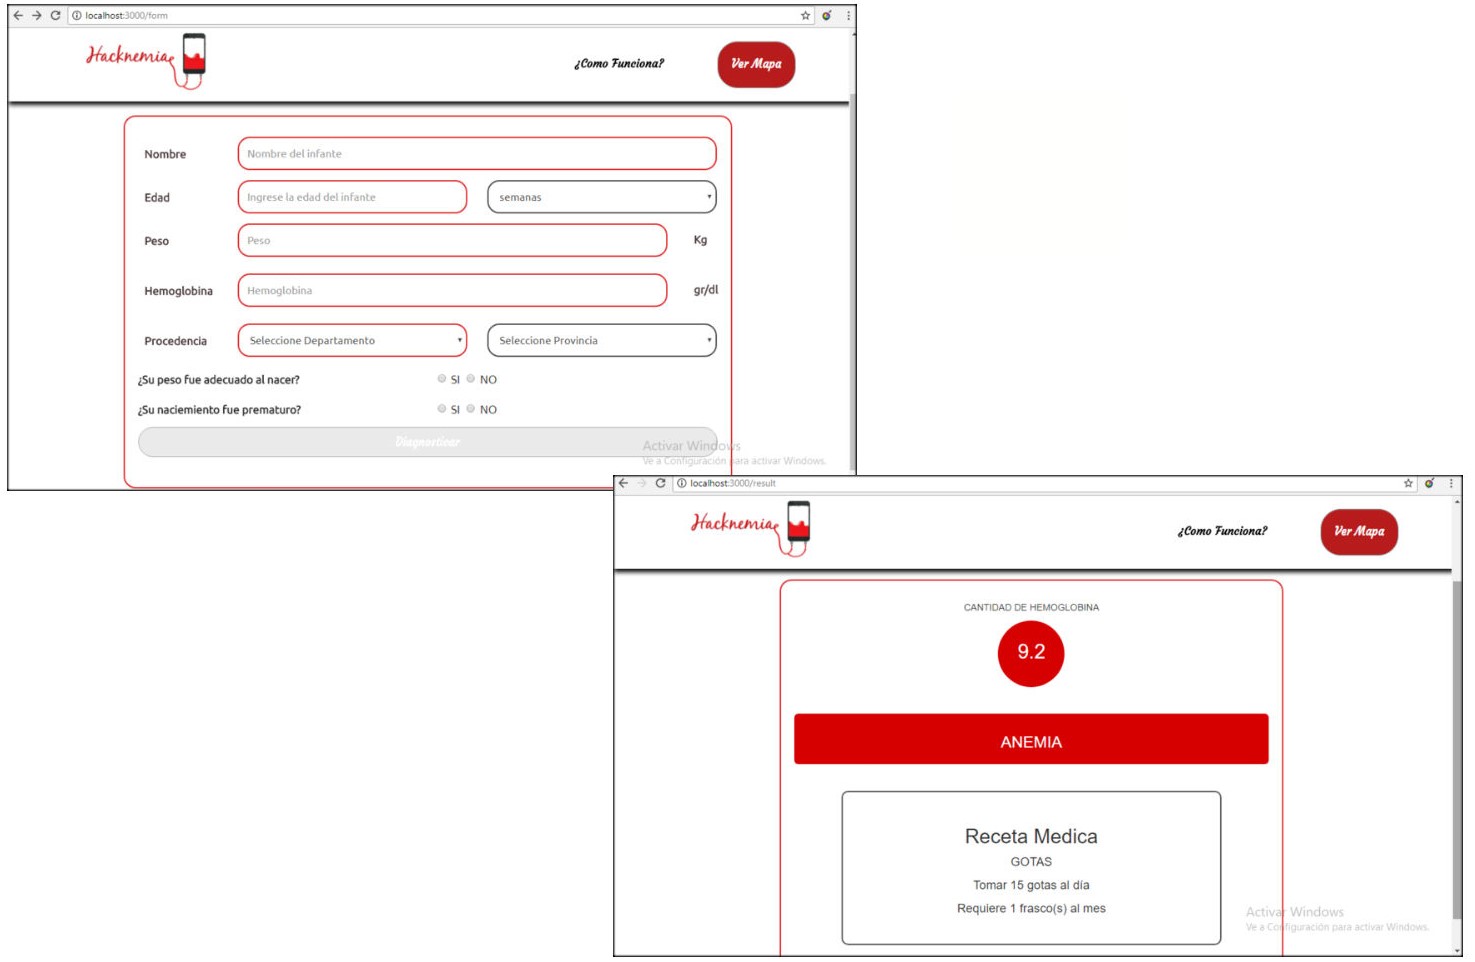 localhost:3000/form
Hacknemia
¿Como Funciona?
Ver Mapa
Nombre
Nombre del infante
Edad
Ingrese la edad del infante
semanas
Peso
Peso
Kg
Hemoglobina
Hemoglobina
gr/dl
Procedencia
Seleccione Departamento
Seleccione Provincia
¿Su peso fue adecuado al nacer?
SI NO
¿Su naciemiento fue prematuro?
SI NO
Diagnosticar
Activar Windows
Ve a Configuración para activar Windows.
localhost:3000/result
Hacknemia
¿Como Funciona?
Ver Mapa
CANTIDAD DE HEMOGLOBINA
9.2
ANEMIA
Receta Medica
GOTAS
Tomar 15 gotas al día
Requiere 1 frasco(s) al mes
Activar Windows
Ve a Configuración para activar Windows.